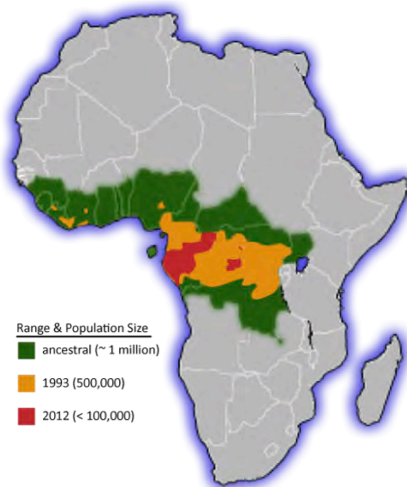 Range & Population Size
ancestral (~ 1 million)
1993 (500,000)
2012 (< 100,000)